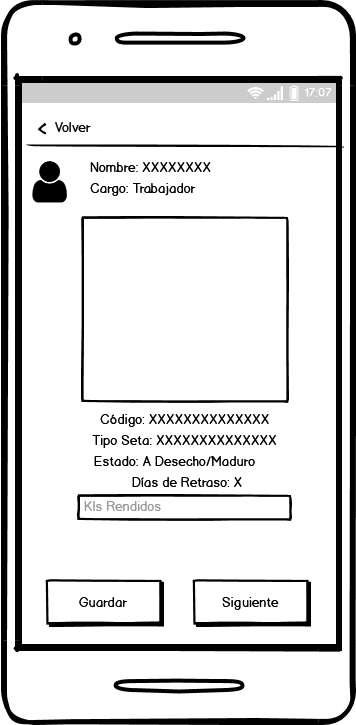 17:07
Volver
Nombre: XXXXXXXX
Cargo: Trabajador
Código: XXXXXXXXXXXXXX
Tipo Seta: XXXXXXXXXXXXXX
Estado: A Desecho/Maduro
Días de Retraso: X
Kls Rendidos
Guardar
Siguiente